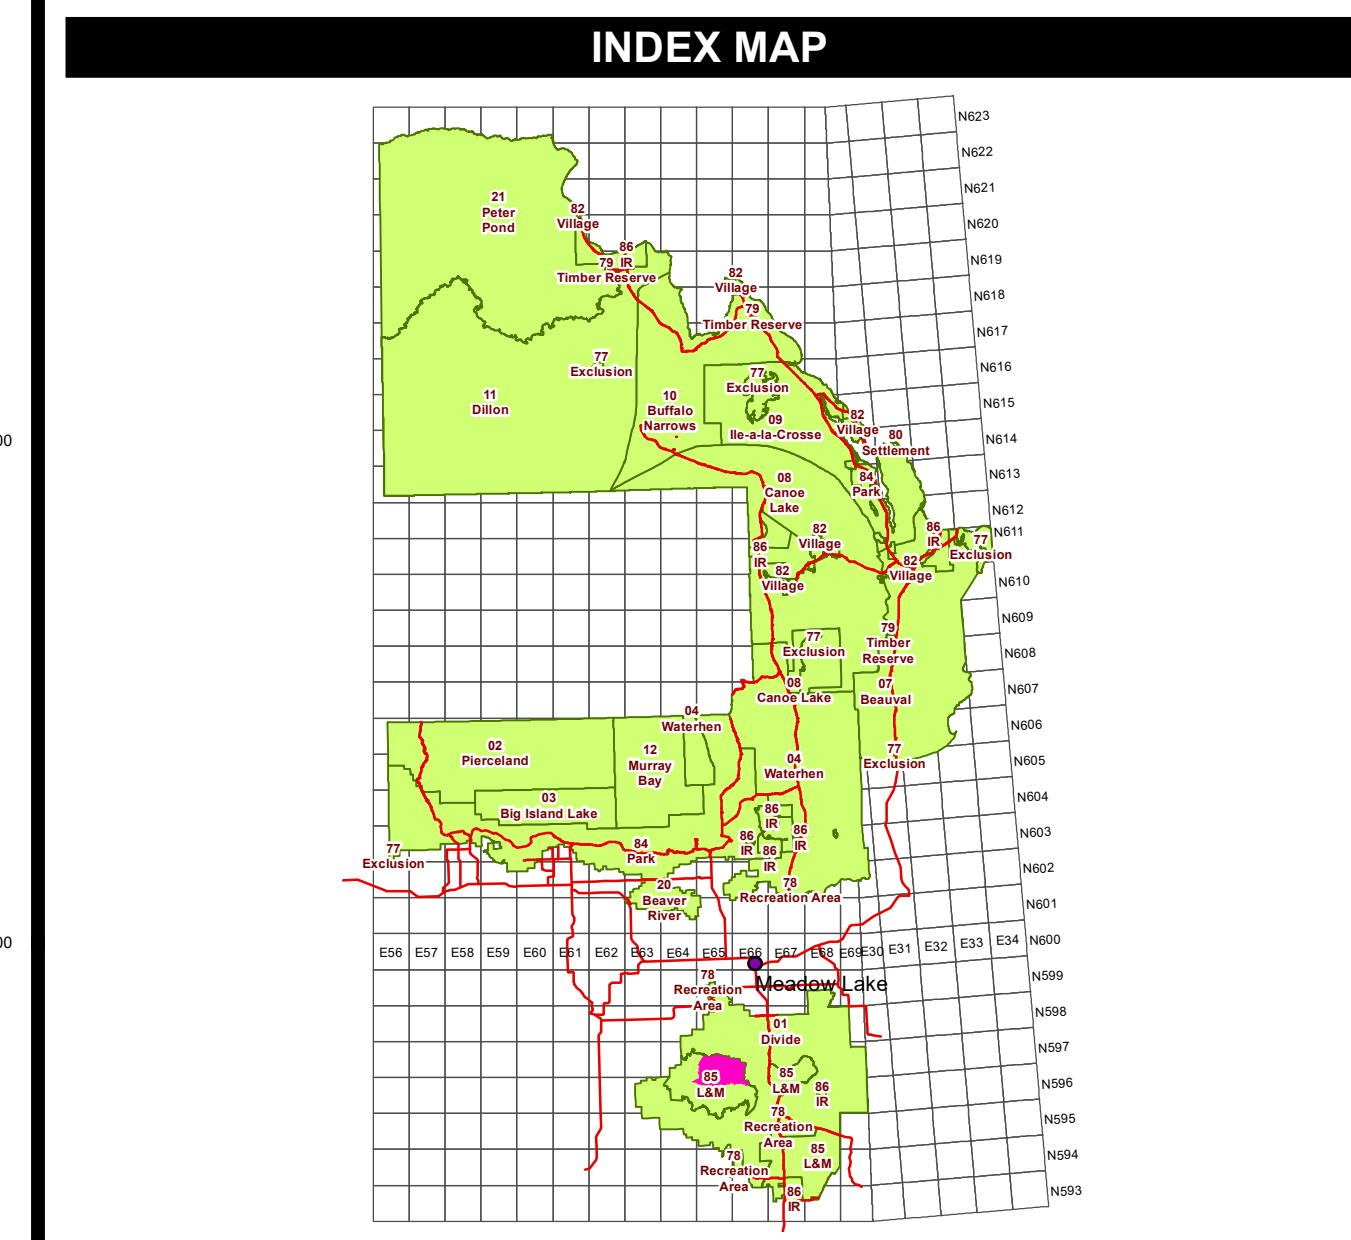 INDEX MAP
N623
N622
N621
N620
N619
N618
N617
N616
N615
N614
N613
N612
N611
N610
N609
N608
N607
N606
N605
N604
N603
N602
N601
N600
N599
N598
N597
N596
N595
N594
N593
21
Peter
Pond
82
Village
86
IR
79
Timber Reserve
82
Village
79
Timber Reserve
77
Exclusion
77
Exclusion
11
Dillon
10
Buffalo
Narrows
09
Ile-a-la-Crosse
82
Village
80
Settlement
84
Park
08
Canoe
Lake
82
Village
86
IR
82
Village
86
IR
77
Exclusion
82
Village
79
Timber
Reserve
77
Exclusion
08
Canoe Lake
07
Beauval
04
Waterhen
02
Pierceland
12
Murray
Bay
04
Waterhen
77
Exclusion
03
Big Island Lake
86
IR
86
IR
86
IR
86
IR
77
Exclusion
84
Park
78
Recreation Area
20
Beaver
River
E56
E57
E58
E59
E60
E61
E62
E63
E64
E65
E66
E67
E68
E69
E30
E31
E32
E33
E34
Meadow Lake
78
Recreation
Area
01
Divide
85
L&M
85
L&M
86
IR
78
Recreation
Area
85
L&M
78
Recreation
Area
86
IR
00
00